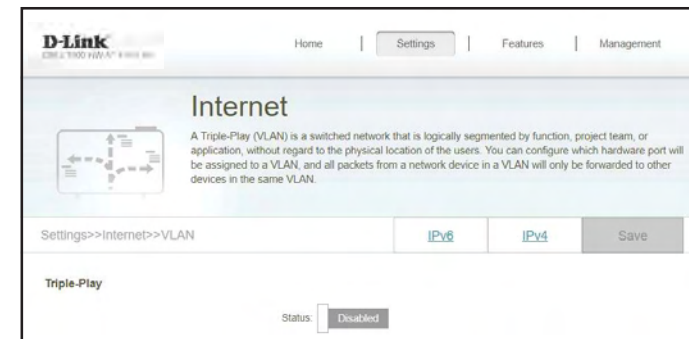 D-Link
Home | Settings | Features | Management
Internet
A Triple-Play (VLAN) is a switched network that is logically segmented by function, project team, or
application, without regard to the physical location of the users. You can configure which hardware port will
be assigned to a VLAN, and all packets from a network device in a VLAN will only be forwarded to other
devices in the same VLAN.
Settings>>Internet>>VLAN
IPv6
IPv4
Save
Triple-Play
Status: Disabled